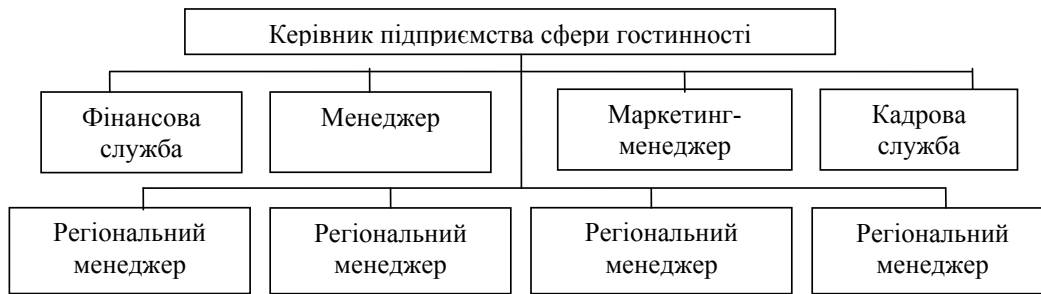 Керівник підприємства сфери гостинності
Фінансова
служба
Менеджер
Маркетинг-
менеджер
Кадрова
служба
Регіональний
менеджер
Регіональний
менеджер
Регіональний
менеджер
Регіональний
менеджер